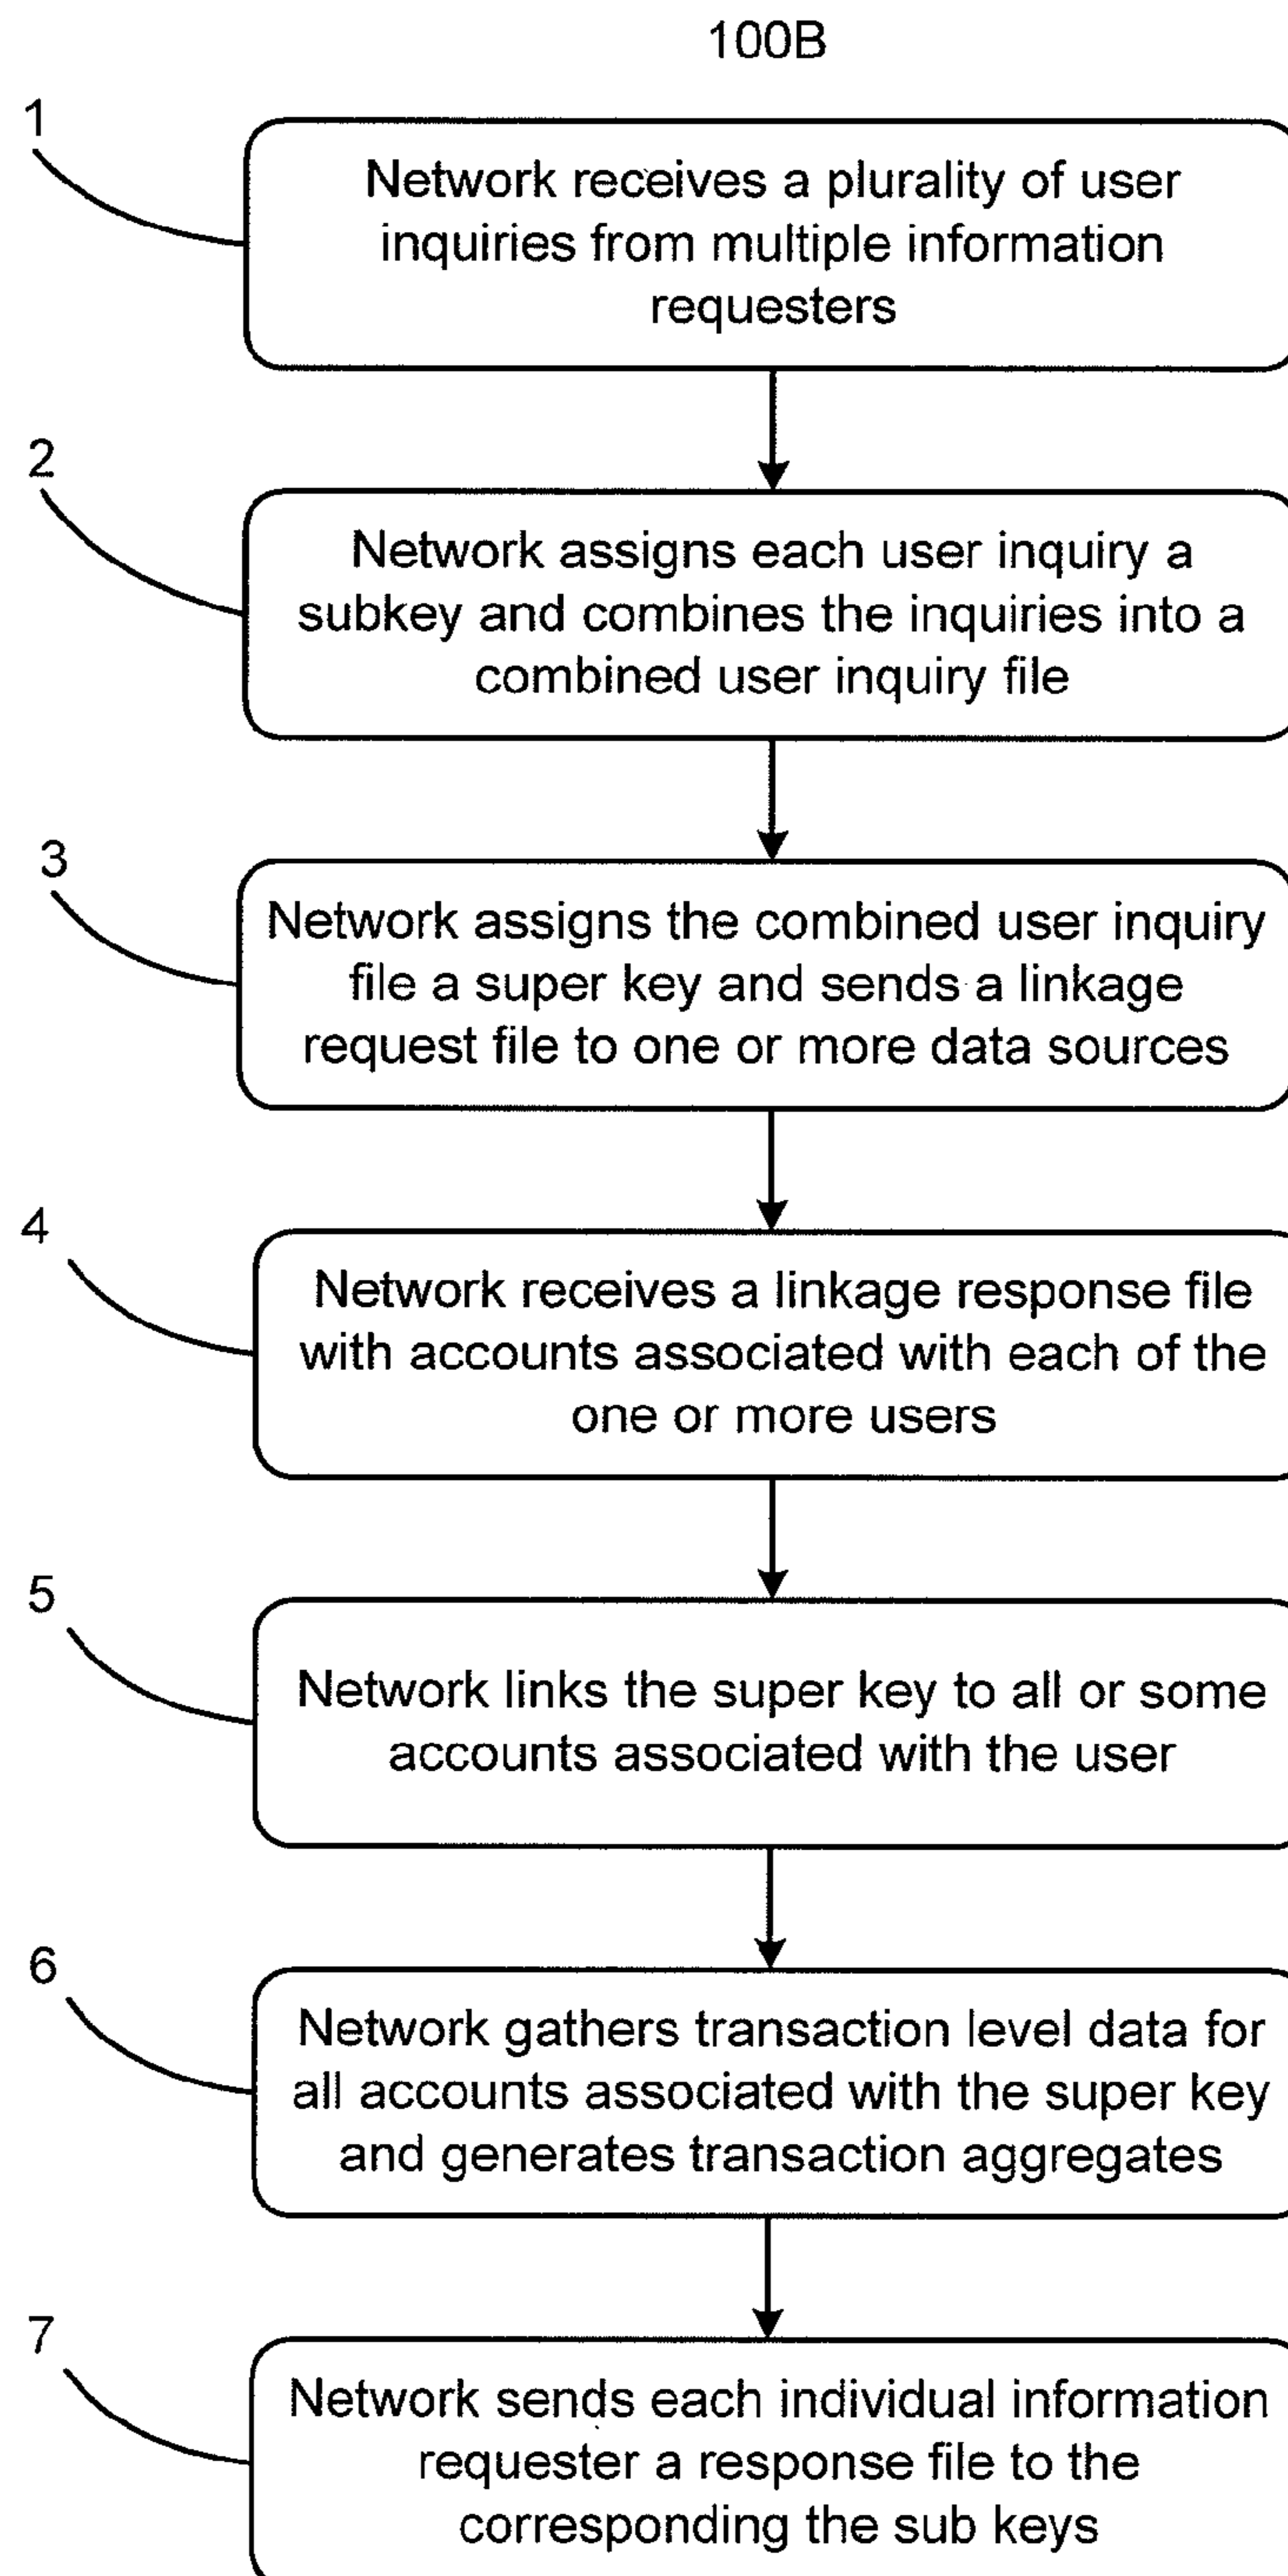 100B
1
Network receives a plurality of user
inquiries from multiple information
requesters
2
Network assigns each user inquiry a
subkey and combines the inquiries into a
combined user inquiry file
3
Network assigns the combined user inquiry
file a super key and sends a linkage
request file to one or more data sources
4
Network receives a linkage response file
with accounts associated with each of the
one or more users
5
Network links the super key to all or some
accounts associated with the user
6
Network gathers transaction level data for
all accounts associated with the super key
and generates transaction aggregates
7
Network sends each individual information
requester a response file to the
corresponding the sub keys